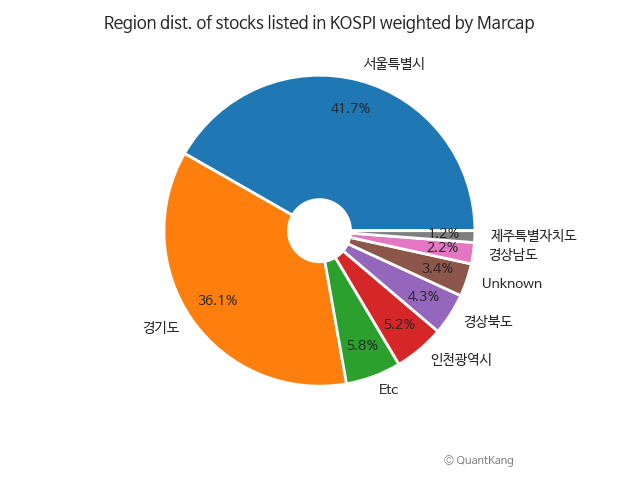 Region dist. of stocks listed in KOSPI weighted by Marcap
서울특별시
41.7%
36.1%
경기도
5.8%
Etc
5.2%
인천광역시
4.3%
경상북도
3.4%
Unknown
2.2%
경상남도
1.2%
제주특별자치도
© QuantKang